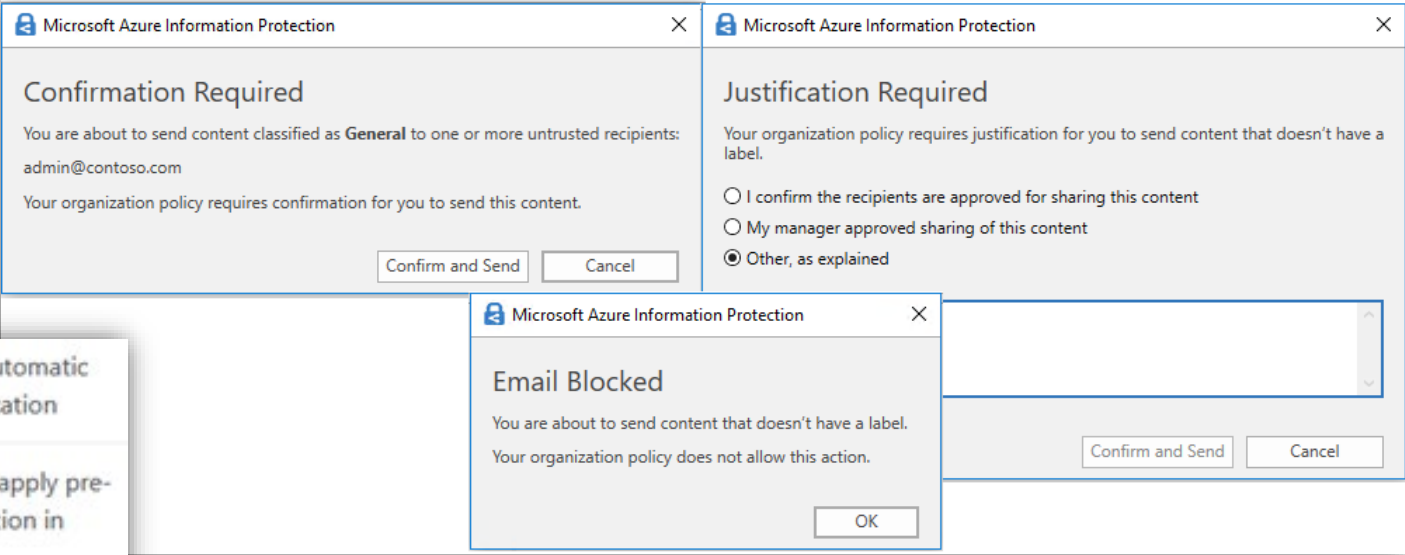 Microsoft Azure Information Protection
Confirmation Required
You are about to send content classified as General to one or more untrusted recipients:
admin@contoso.com
Your organization policy requires confirmation for you to send this content.
Confirm and Send
Cancel
Microsoft Azure Information Protection
Justification Required
Your organization policy requires justification for you to send content that doesn't have a
label.
I confirm the recipients are approved for sharing this content
My manager approved sharing of this content
Other, as explained
Confirm and Send
Cancel
Microsoft Azure Information Protection
Email Blocked
You are about to send content that doesn't have a label.
Your organization policy does not allow this action.
OK
apply pre-
in